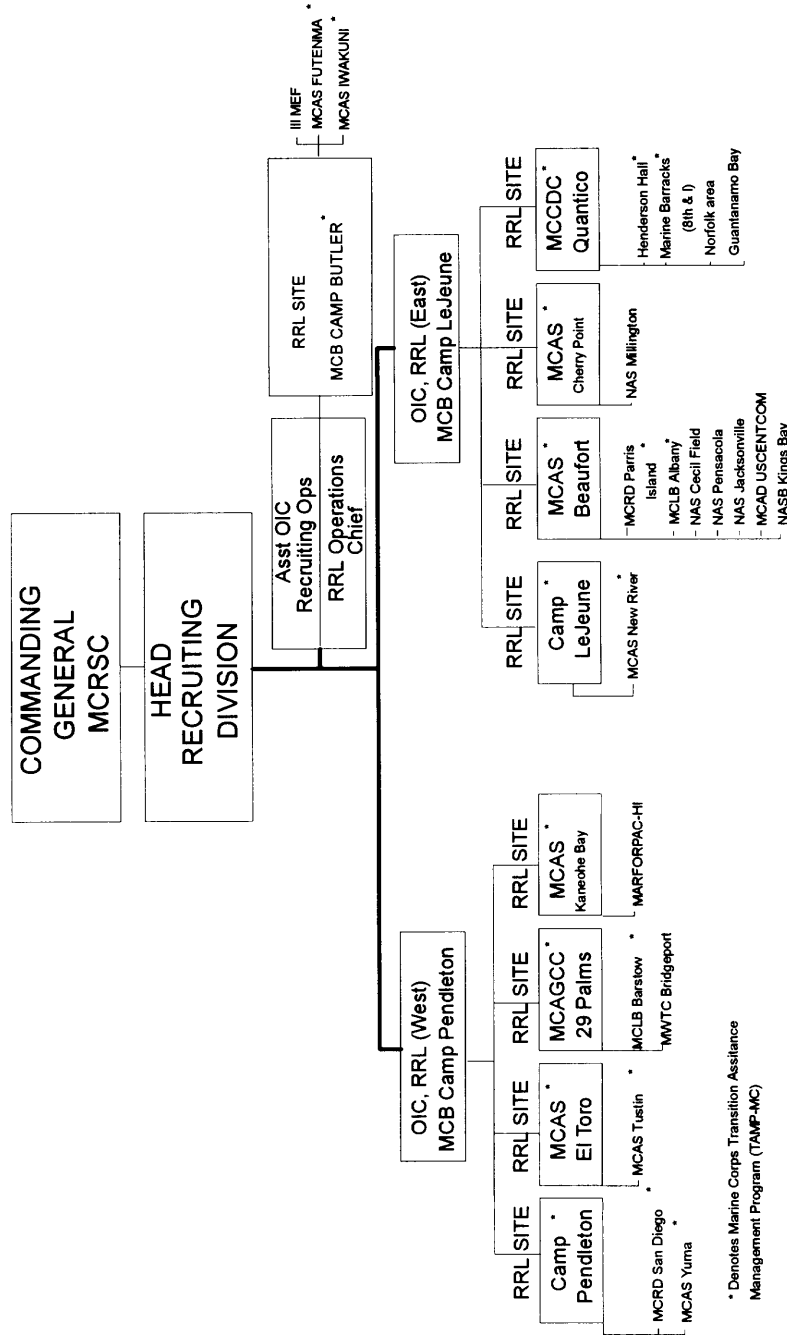 COMMANDING
GENERAL
MCRSC
HEAD
RECRUITING
DIVISION
Asst OIC
Recruiting Ops
RRL Operations
Chief
RRL SITE
MCB CAMP BUTLER *
III MEF
MCAS FUTENMA *
MCAS IWAKUNI *
OIC, RRL (West)
MCB Camp Pendleton
RRL SITE
Camp *
Pendleton
MCRD San Diego *
MCAS Yuma *
RRL SITE
MCAS *
El Toro
MCAS Tustin *
RRL SITE
MCAGCC *
29 Palms
MCLB Barstow *
MWTC Bridgeport
RRL SITE
MCAS *
Kaneohe Bay
MARFORPAC-HI
OIC, RRL (East)
MCB Camp LeJeune
RRL SITE
Camp *
LeJeune
MCAS New River *
RRL SITE
MCAS *
Beaufort
MCRD Parris
Island *
MCLB Albany *
NAS Cecil Field
NAS Pensacola
NAS Jacksonville
MCAD USCENTCOM
NASB Kings Bay
RRL SITE
MCAS *
Cherry Point
NAS Millington
RRL SITE
MCCDC *
Quantico
Henderson Hall *
Marine Barracks *
(8th & I)
Norfolk area
Guantanamo Bay
* Denotes Marine Corps Transition Assitance
Management Program (TAMP-MC)